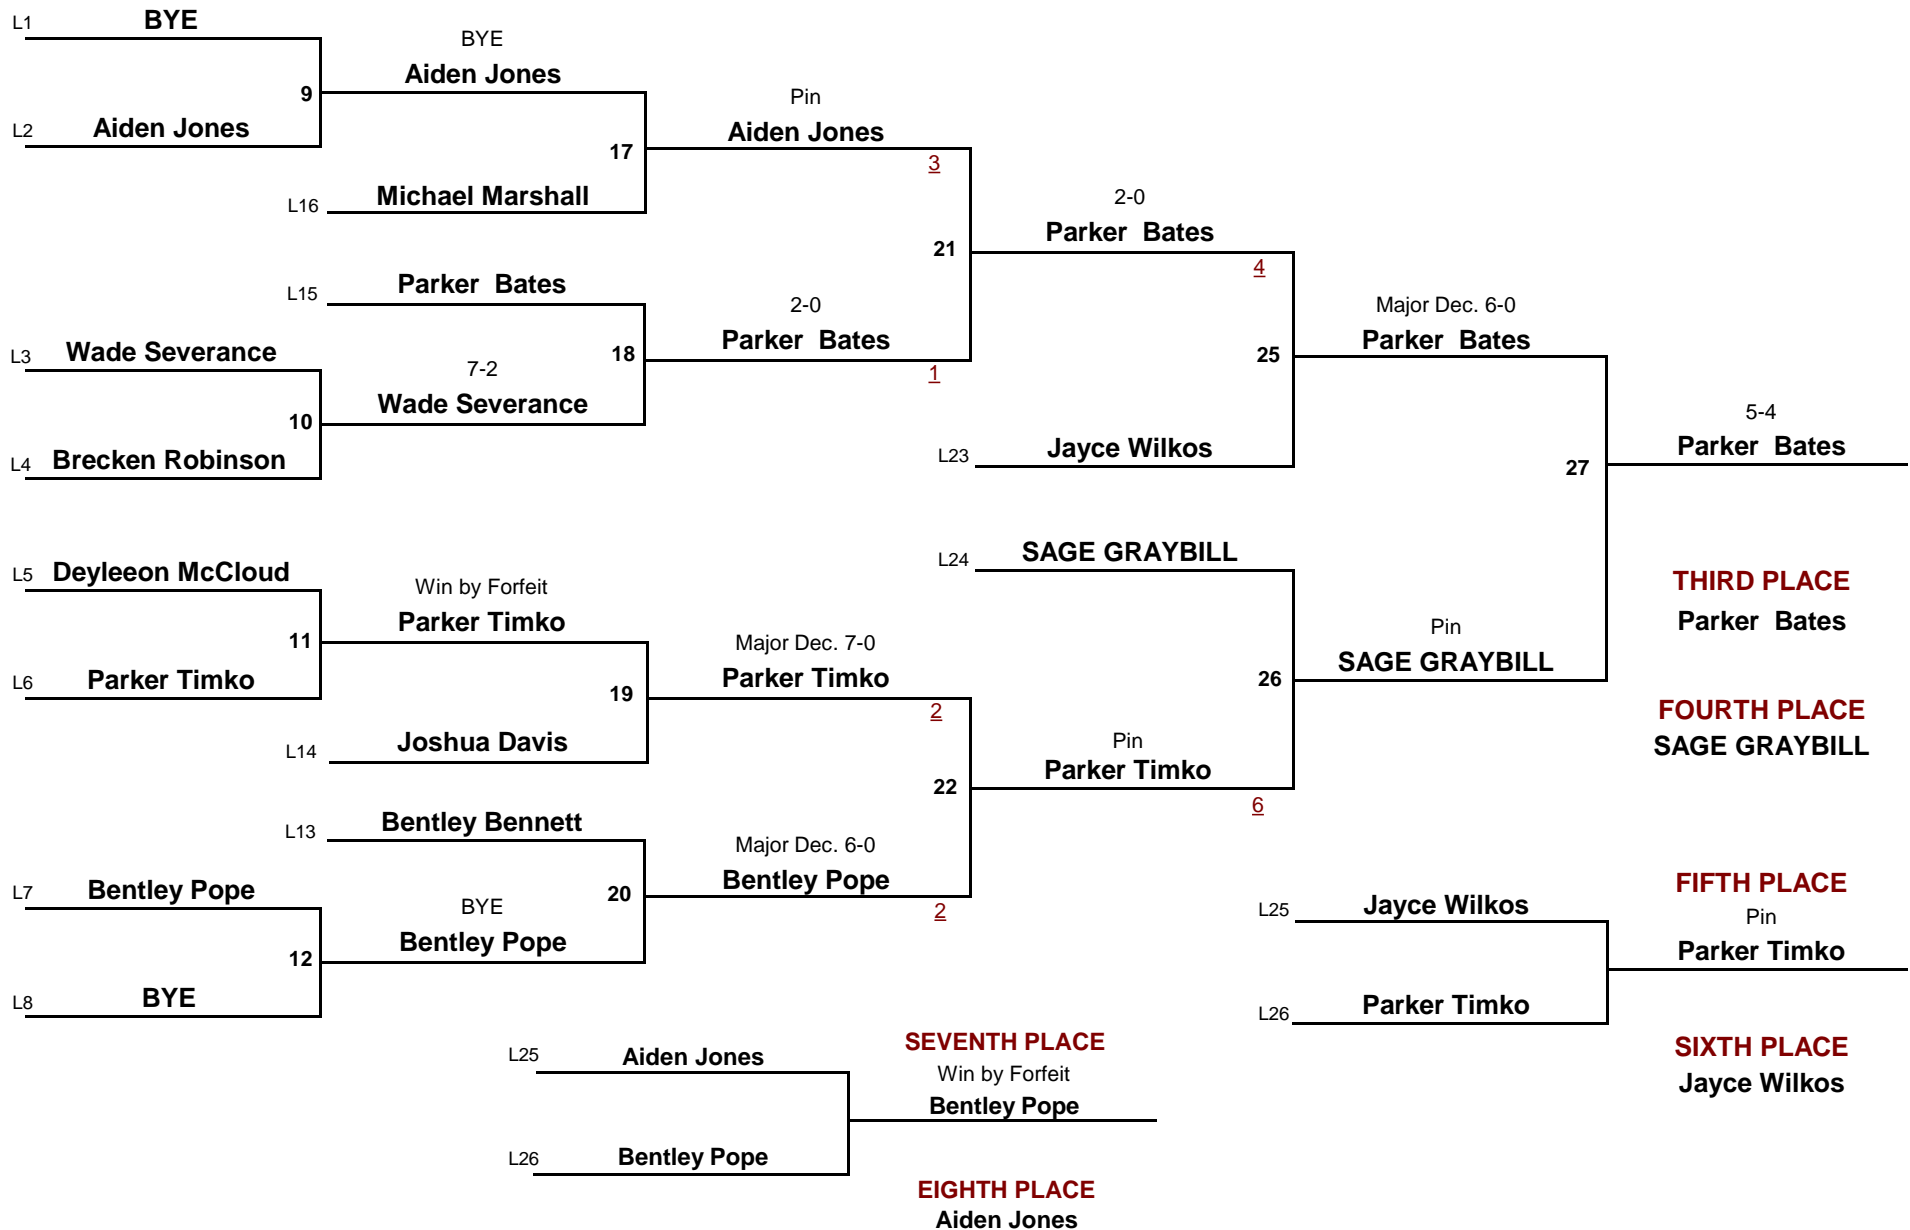 L1 BYE
BYE
Aiden Jones
9
L2 Aiden Jones
Pin
Aiden Jones
17
3
L16 Michael Marshall
2-0
Parker  Bates
21
4
L15 Parker  Bates
2-0
Parker  Bates
18
1
L3 Wade Severance
7-2
Wade Severance
10
L4 Brecken Robinson
Major Dec. 6-0
Parker  Bates
25
L23 Jayce Wilkos
5-4
Parker  Bates
27
L24 SAGE GRAYBILL
L5 Deyleeon McCloud
Win by Forfeit
Parker Timko
11
L6 Parker Timko
Major Dec. 7-0
Parker Timko
19
2
L14 Joshua Davis
Pin
SAGE GRAYBILL
26
THIRD PLACE
Parker  Bates
FOURTH PLACE
SAGE GRAYBILL
Pin
Parker Timko
22
6
L13 Bentley Bennett
Major Dec. 6-0
Bentley Pope
20
2
L7 Bentley Pope
BYE
Bentley Pope
12
L8 BYE
L25 Jayce Wilkos
FIFTH PLACE
Pin
Parker Timko
L26 Parker Timko
SIXTH PLACE
Jayce Wilkos
L25 Aiden Jones
SEVENTH PLACE
Win by Forfeit
Bentley Pope
L26 Bentley Pope
EIGHTH PLACE
Aiden Jones